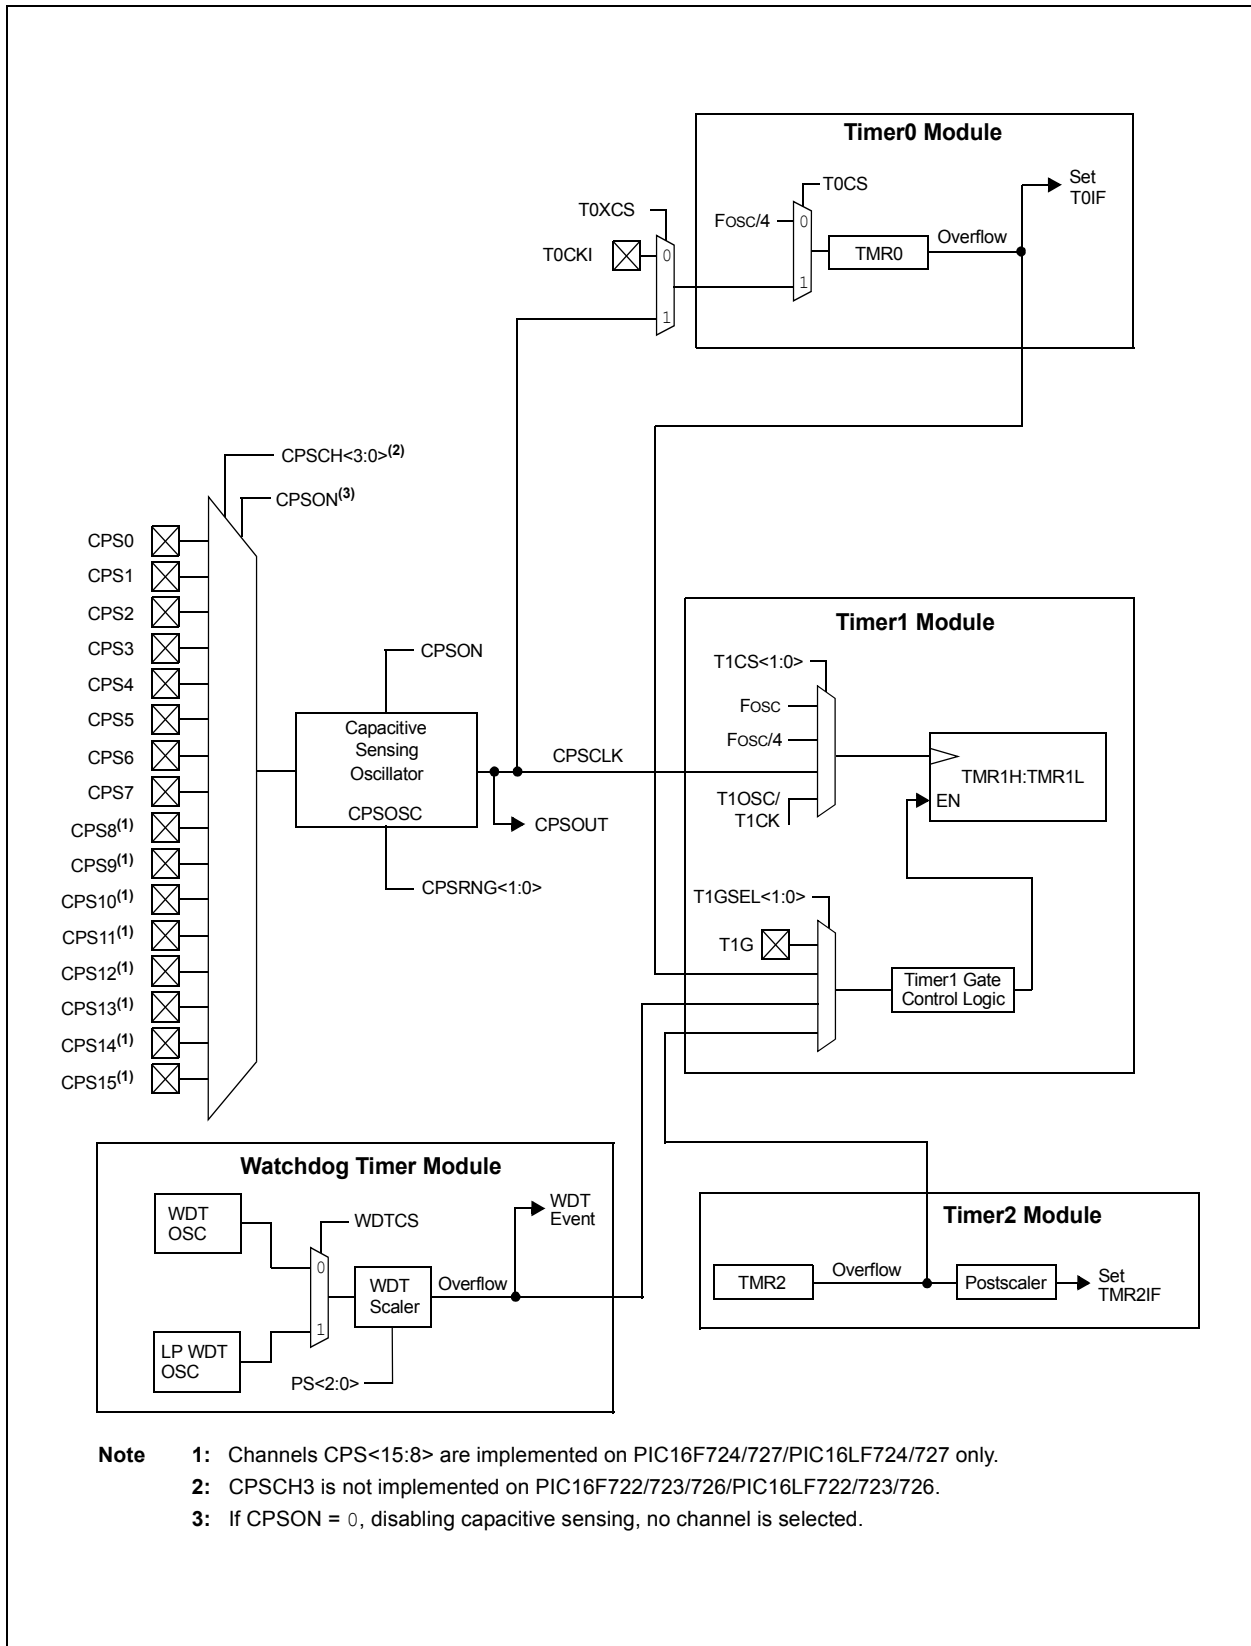 Timer0 Module
T0CS
Set
T0IF
T0XCS
FOSC/4
0
Overflow
T0CKI
0
TMR0
1
1
CPSCH<3:0>(2)
CPSON(3)
CPS0
CPS1
CPS2
CPS3
CPS4
CPS5
CPS6
CPS7
CPS8(1)
CPS9(1)
CPS10(1)
CPS11(1)
CPS12(1)
CPS13(1)
CPS14(1)
CPS15(1)
CPSON
Capacitive
Sensing
Oscillator
CPSOSC
CPSCLK
CPSOUT
CPSRNG<1:0>
Timer1 Module
T1CS<1:0>
FOSC
FOSC/4
T1OSC/
T1CK
TMR1H:TMR1L
EN
T1GSEL<1:0>
T1G
Timer1 Gate
Control Logic
Watchdog Timer Module
WDT
OSC
WDTCS
WDT
Event
0
WDT
Scaler
Overflow
1
LP WDT
OSC
PS<2:0>
Timer2 Module
TMR2
Overflow
Postscaler
Set
TMR2IF
Note 1: Channels CPS<15:8> are implemented on PIC16F724/727/PIC16LF724/727 only.
2: CPSCH3 is not implemented on PIC16F722/723/726/PIC16LF722/723/726.
3: If CPSON = 0, disabling capacitive sensing, no channel is selected.